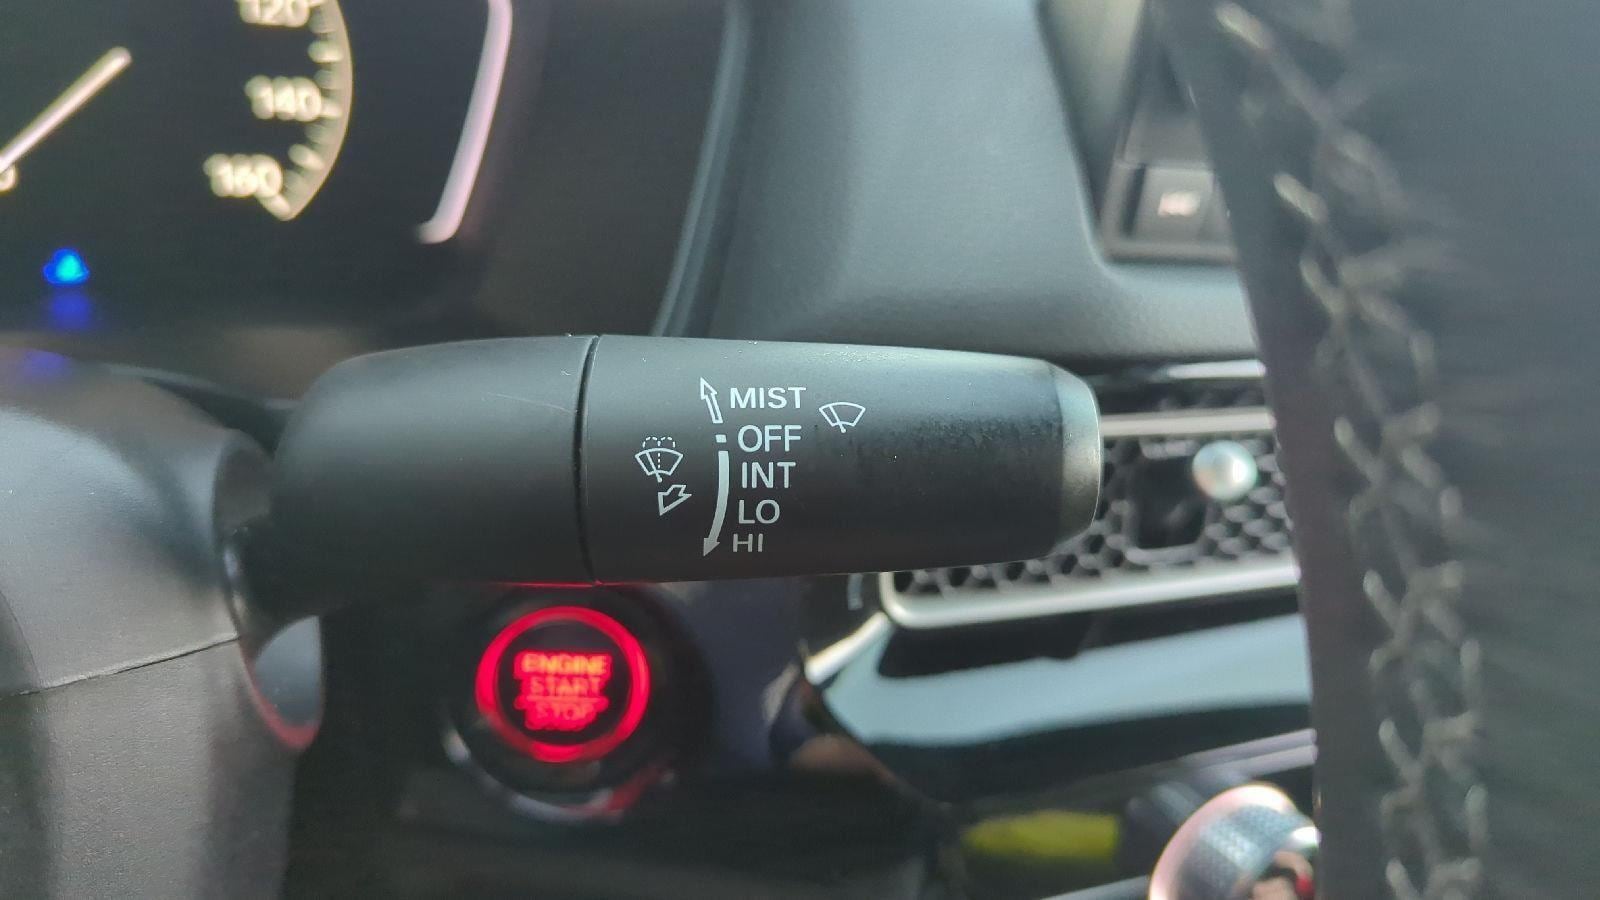 120
140
160
MIST
OFF
INT
LO
HI
ENGINE
START
STOP